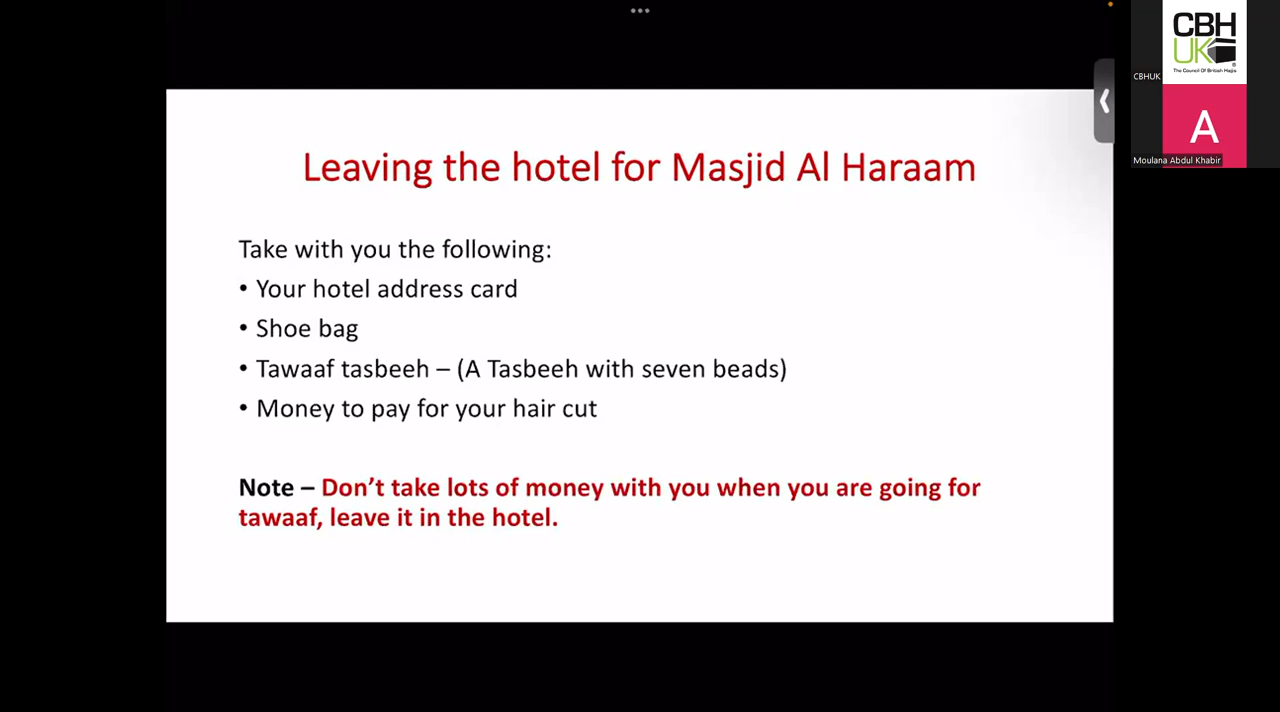 Leaving the hotel for Masjid Al Haraam
Take with you the following:
• Your hotel address card
• Shoe bag
• Tawaaf tasbeeh – (A Tasbeeh with seven beads)
• Money to pay for your hair cut
Note – Don’t take lots of money with you when you are going for
tawaaf, leave it in the hotel.
CBH
UK
The Council Of British Hajjis
CBHUK
A
Moulana Abdul Khabir